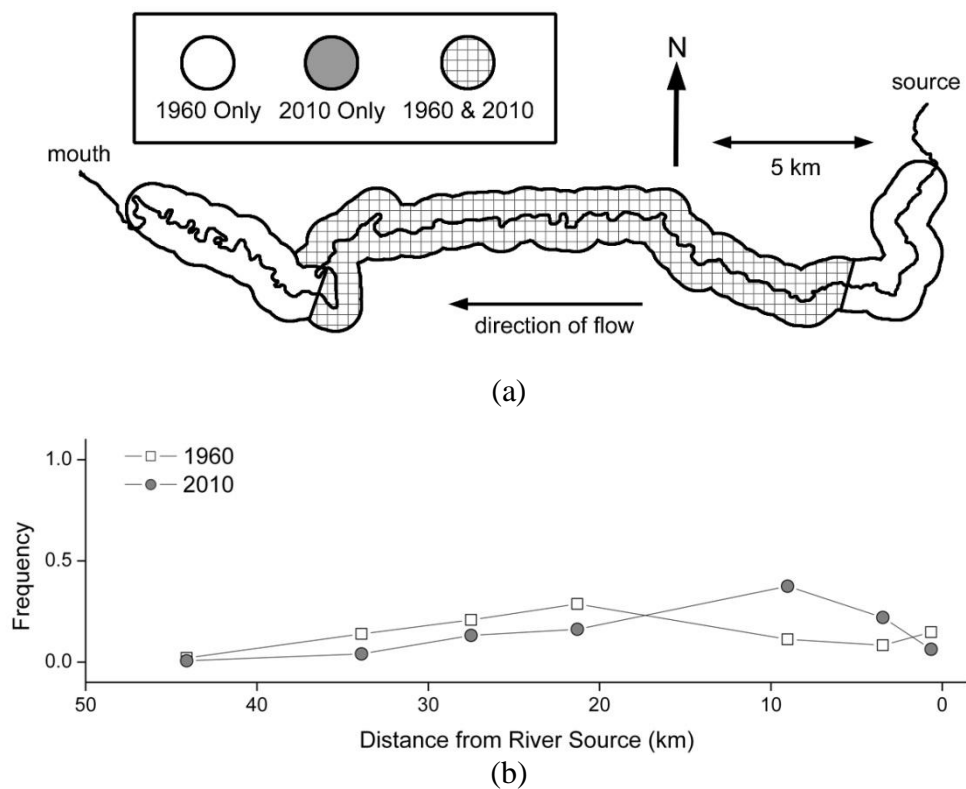 1960 Only 2010 Only 1960 & 2010
N
source
mouth
5 km
direction of flow
(a)
1960
2010
1.0
0.5
0.0
Frequency
50 40 30 20 10 0
Distance from River Source (km)
(b)